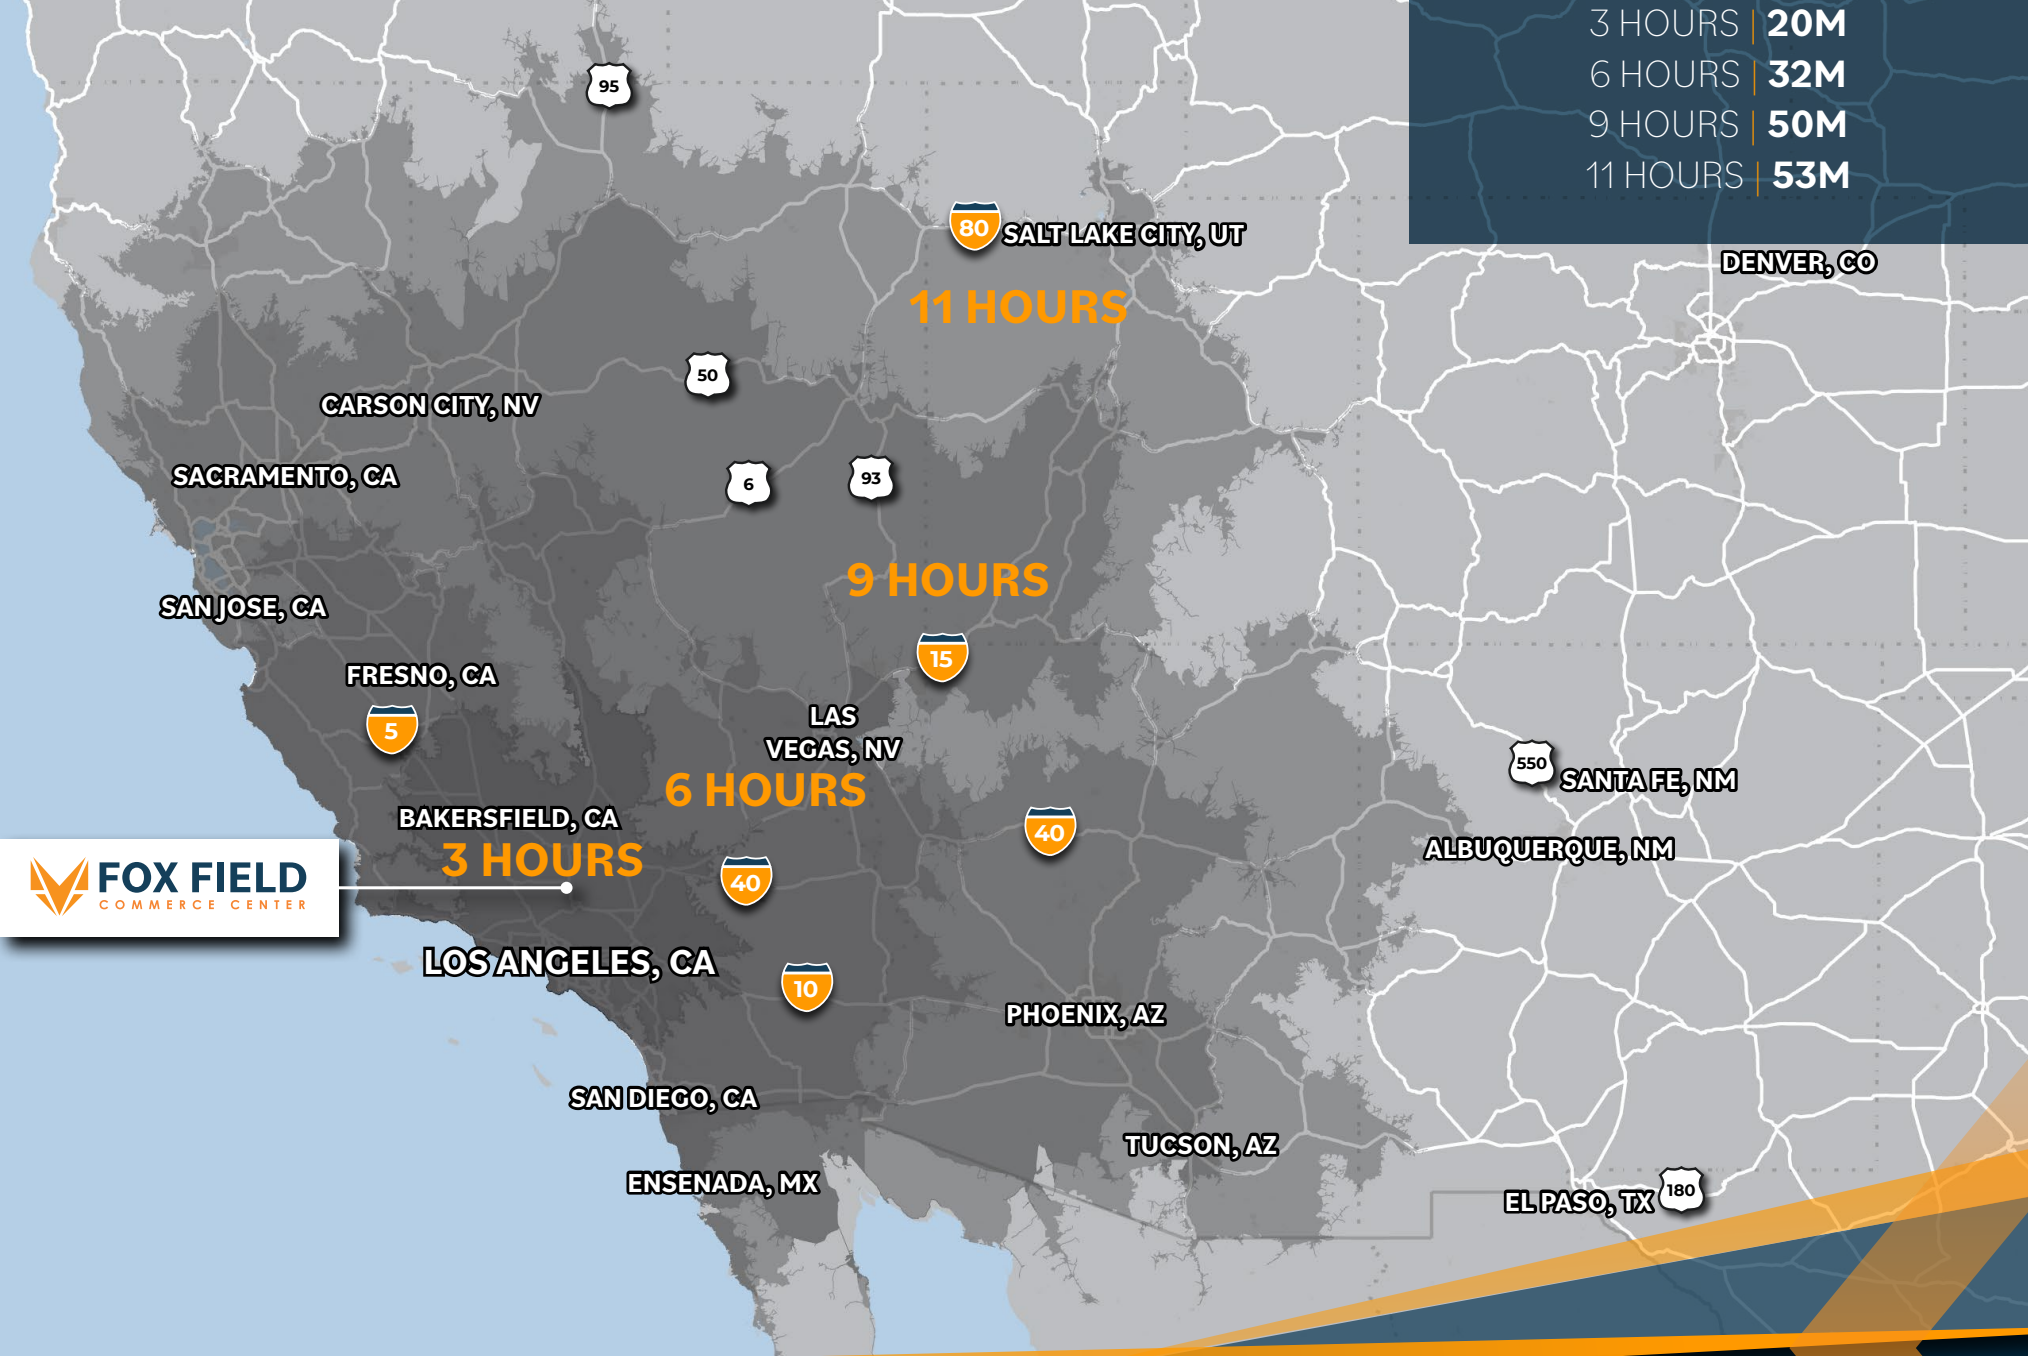 3 HOURS | 20M
6 HOURS | 32M
9 HOURS | 50M
11 HOURS | 53M
95
80
SALT LAKE CITY, UT
DENVER, CO
11 HOURS
50
CARSON CITY, NV
SACRAMENTO, CA
6
93
9 HOURS
SAN JOSE, CA
15
FRESNO, CA
5
LAS
VEGAS, NV
550
SANTA FE, NM
6 HOURS
BAKERSFIELD, CA
40
ALBUQUERQUE, NM
3 HOURS
FOX FIELD
COMMERCE CENTER
40
LOS ANGELES, CA
10
PHOENIX, AZ
SAN DIEGO, CA
TUCSON, AZ
ENSENADA, MX
EL PASO, TX
180